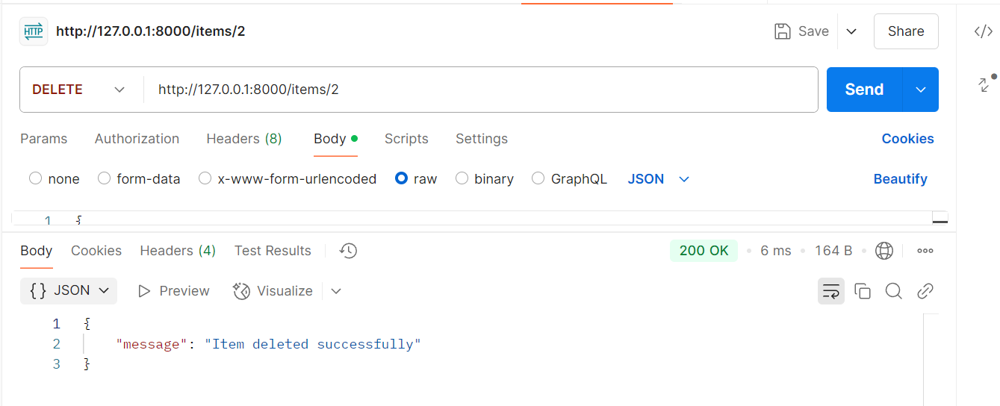 HTTP http://127.0.0.1:8000/items/2 Save Share
DELETE http://127.0.0.1:8000/items/2 Send
Params Authorization Headers (8) Body Scripts Settings Cookies
none form-data x-www-form-urlencoded raw binary GraphQL JSON Beautify
1 {
Body Cookies Headers (4) Test Results 200 OK 6 ms 164 B
{} JSON Preview Visualize
1 {
2 "message": "Item deleted successfully"
3 }